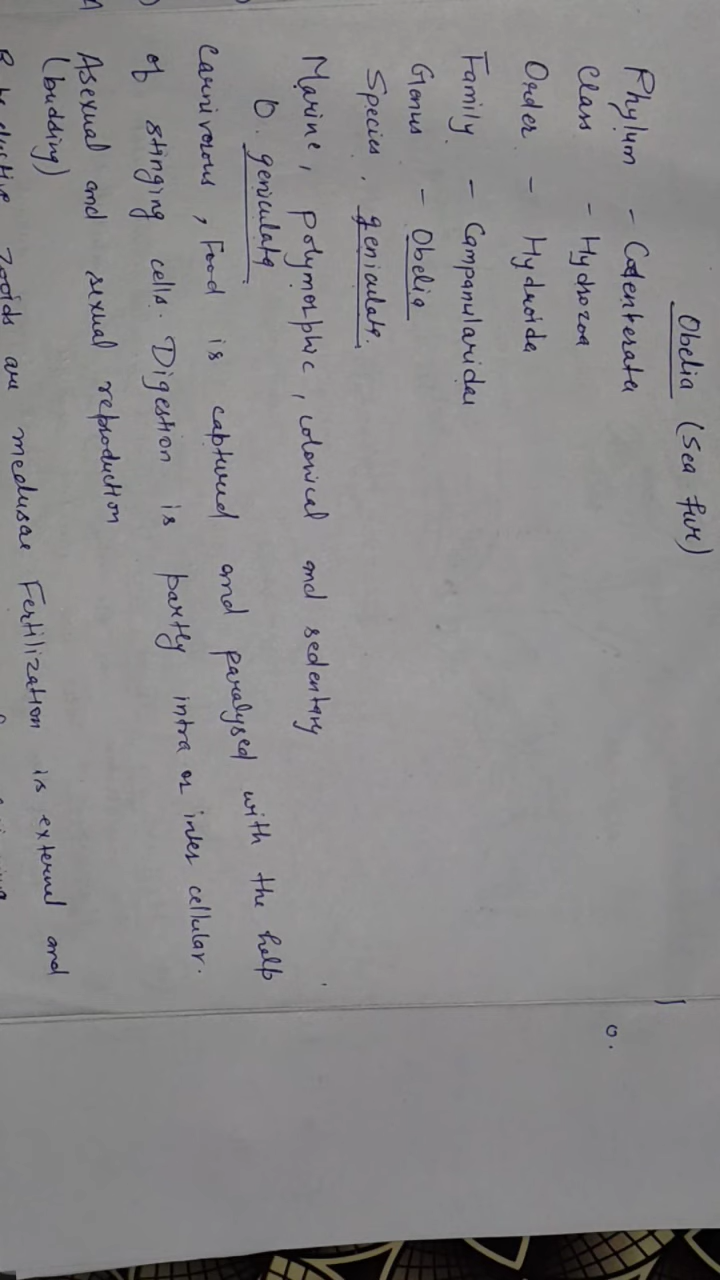 Obelia (Sea fur)
Phylum - Coelenterata
Class - Hydrozoa
Order - Hydroida
Family - Campanularidae
Genus - Obelia
Species. geniculata.
Marine, polymorphic, colonical and sedentary
O. geniculata
Carnivorous, Food is captured and paralysed with the help
of stinging cells. Digestion is partly intra or inter cellular.
Asexual and sexual reproduction
(budding)
zooids are medusae Fertilization is external and